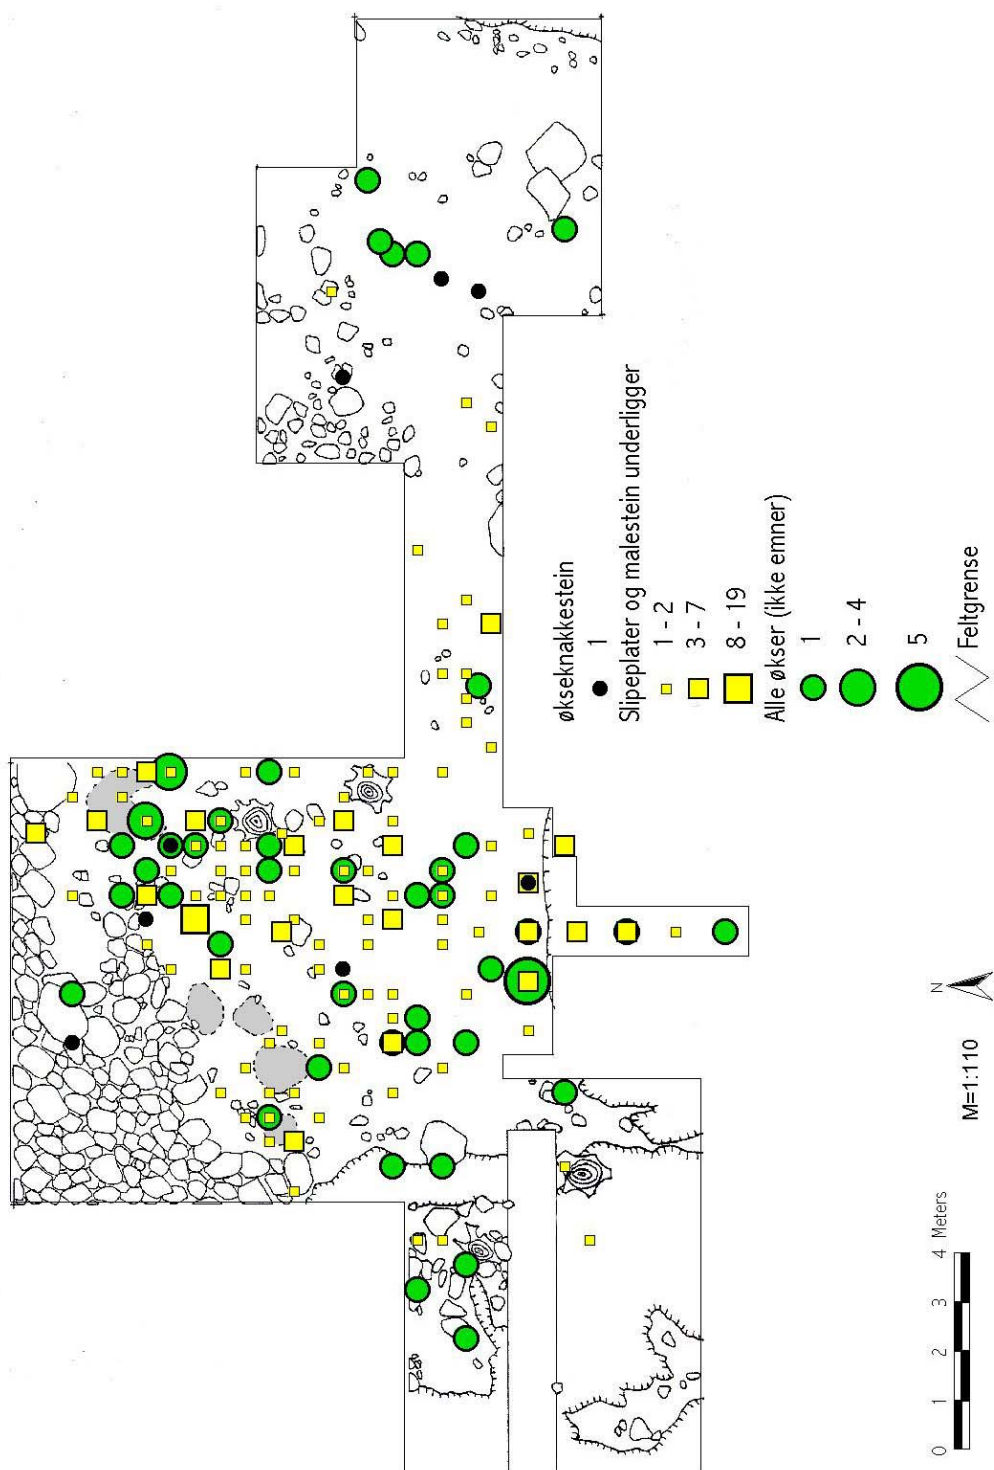 økseknakkestein
1
Slipeplater og malestein underligger
1 - 2
3 - 7
8 - 19
Alle økser (ikke emner)
1
2 - 4
5
Feltgrense
N
M=1:110
0 1 2 3 4 Meters